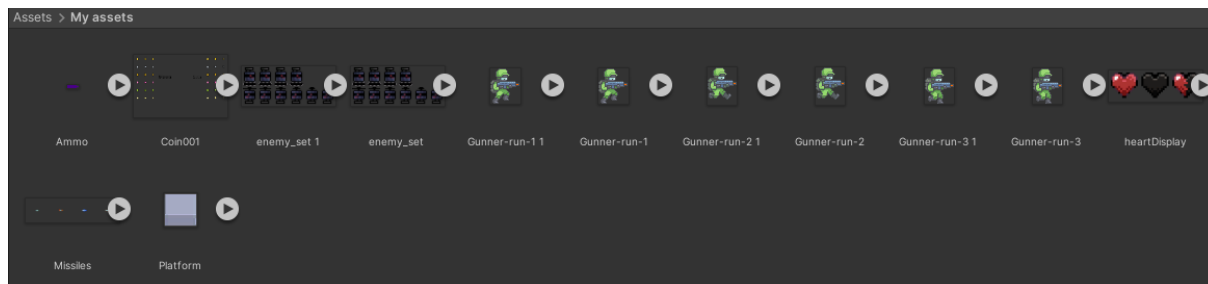 Assets > My assets
Ammo Coin001 enemy_set 1 enemy_set Gunner-run-1 1 Gunner-run-1 Gunner-run-2 1 Gunner-run-2 Gunner-run-3 1 Gunner-run-3 heartDisplay
Missiles Platform